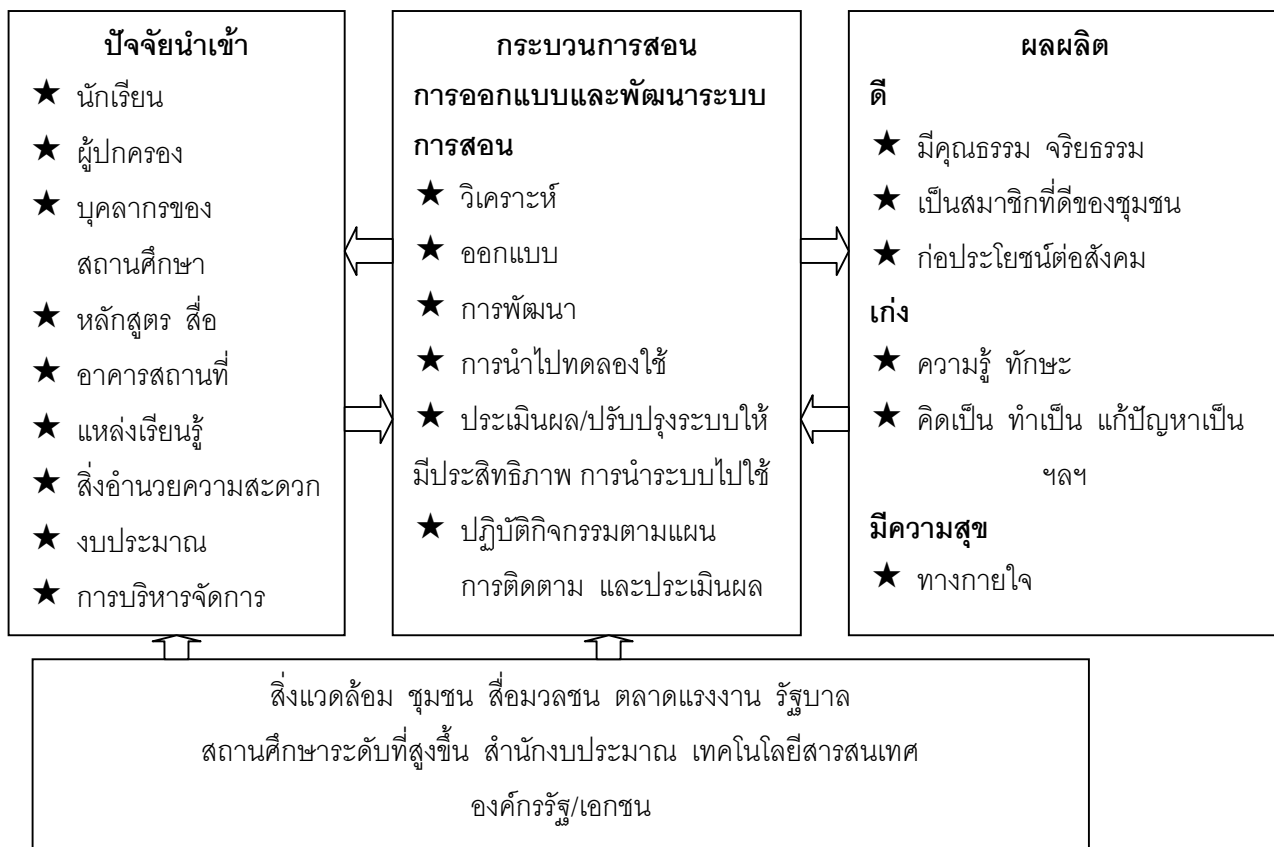 ปัจจัยนำเข้า
★ นักเรียน
★ ผู้ปกครอง
★ บุคลากรของ
สถานศึกษา
★ หลักสูตร สื่อ
★ อาคารสถานที่
★ แหล่งเรียนรู้
★ สิ่งอำนวยความสะดวก
★ งบประมาณ
★ การบริหารจัดการ
กระบวนการสอน
การออกแบบและพัฒนาระบบ
การสอน
★ วิเคราะห์
★ ออกแบบ
★ การพัฒนา
★ การนำไปทดลองใช้
★ ประเมินผล/ปรับปรุงระบบให้
มีประสิทธิภาพ การนำระบบไปใช้
★ ปฏิบัติกิจกรรมตามแผน
การติดตาม และประเมินผล
ผลผลิต
ดี
★ มีคุณธรรม จริยธรรม
★ เป็นสมาชิกที่ดีของชุมชน
★ ก่อประโยชน์ต่อสังคม
เก่ง
★ ความรู้ ทักษะ
★ คิดเป็น ทำเป็น แก้ปัญหาเป็น
ฯลฯ
มีความสุข
★ ทางกายใจ
สิ่งแวดล้อม ชุมชน สื่อมวลชน ตลาดแรงงาน รัฐบาล
สถานศึกษาระดับที่สูงขึ้น สำนักงบประมาณ เทคโนโลยีสารสนเทศ
องค์กรรัฐ/เอกชน